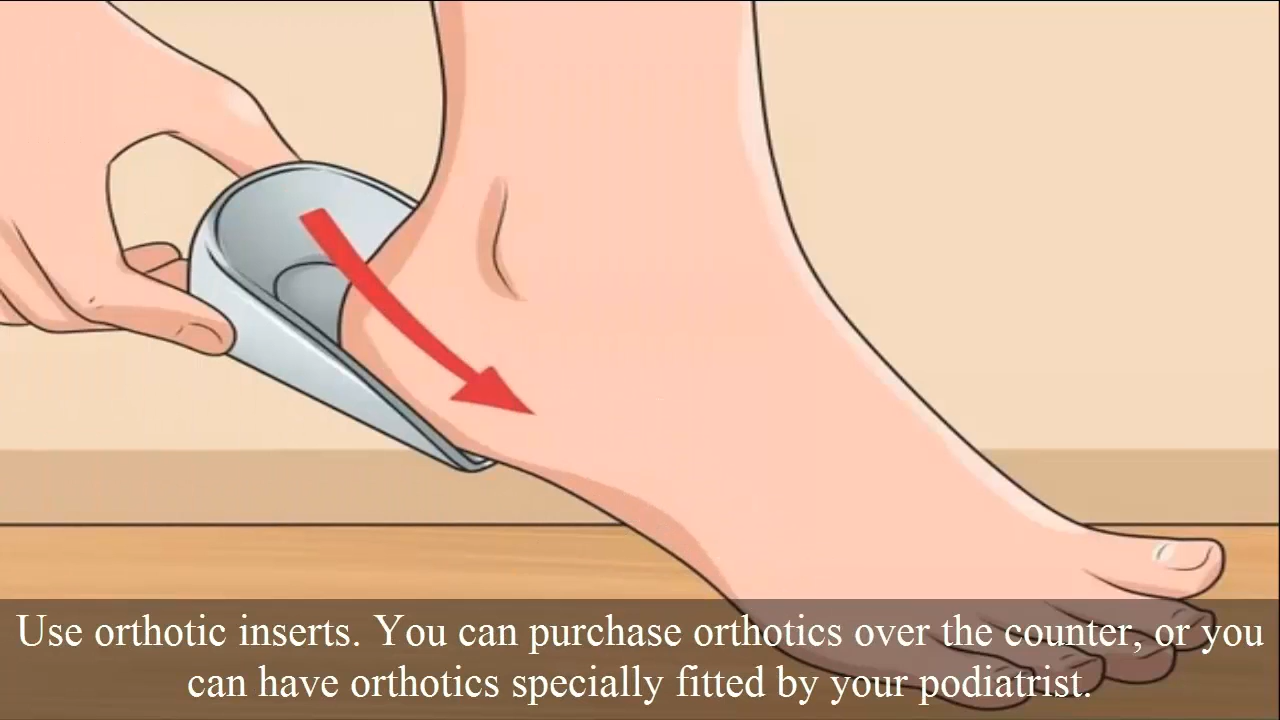 Use orthotic inserts. You can purchase orthotics over the counter, or you
can have orthotics specially fitted by your podiatrist.